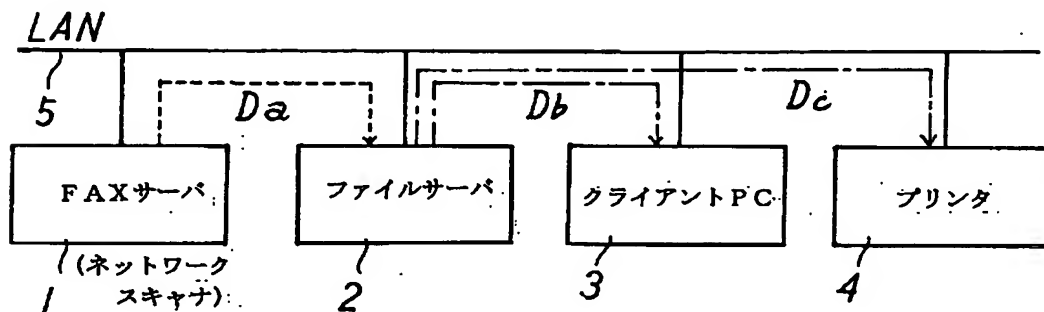 LAN
5
Da
Db
Dc
FAXサーバ
ファイルサーバ
クライアントPC
プリンタ
1
(ネットワーク
スキャナ)
2
3
4